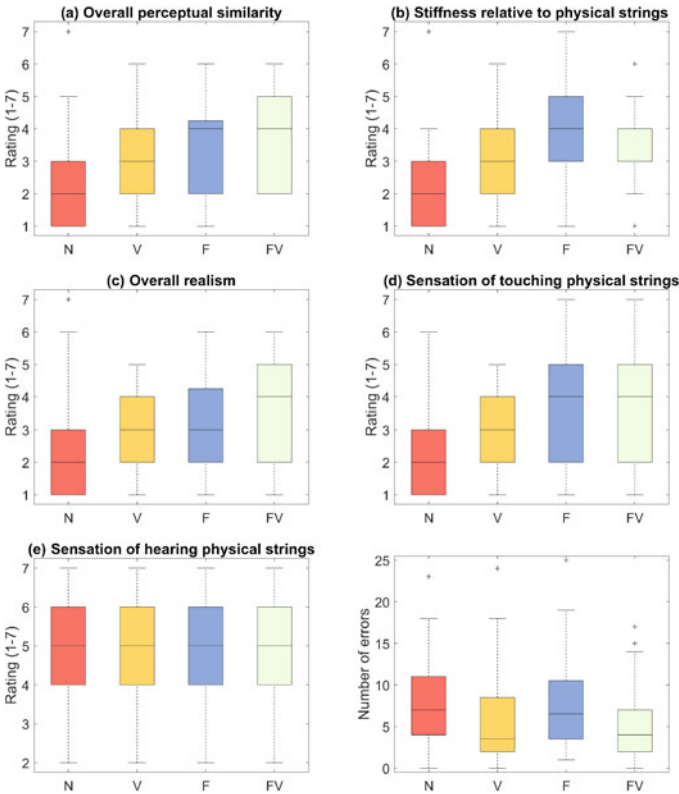 (a) Overall perceptual similarity
Rating (1-7)
7
6
5
4
3
2
1
N V F FV
(b) Stiffness relative to physical strings
Rating (1-7)
7
6
5
4
3
2
1
N V F FV
(c) Overall realism
Rating (1-7)
7
6
5
4
3
2
1
N V F FV
(d) Sensation of touching physical strings
Rating (1-7)
7
6
5
4
3
2
1
N V F FV
(e) Sensation of hearing physical strings
Rating (1-7)
7
6
5
4
3
2
N V F FV
Number of errors
25
20
15
10
5
0
N V F FV